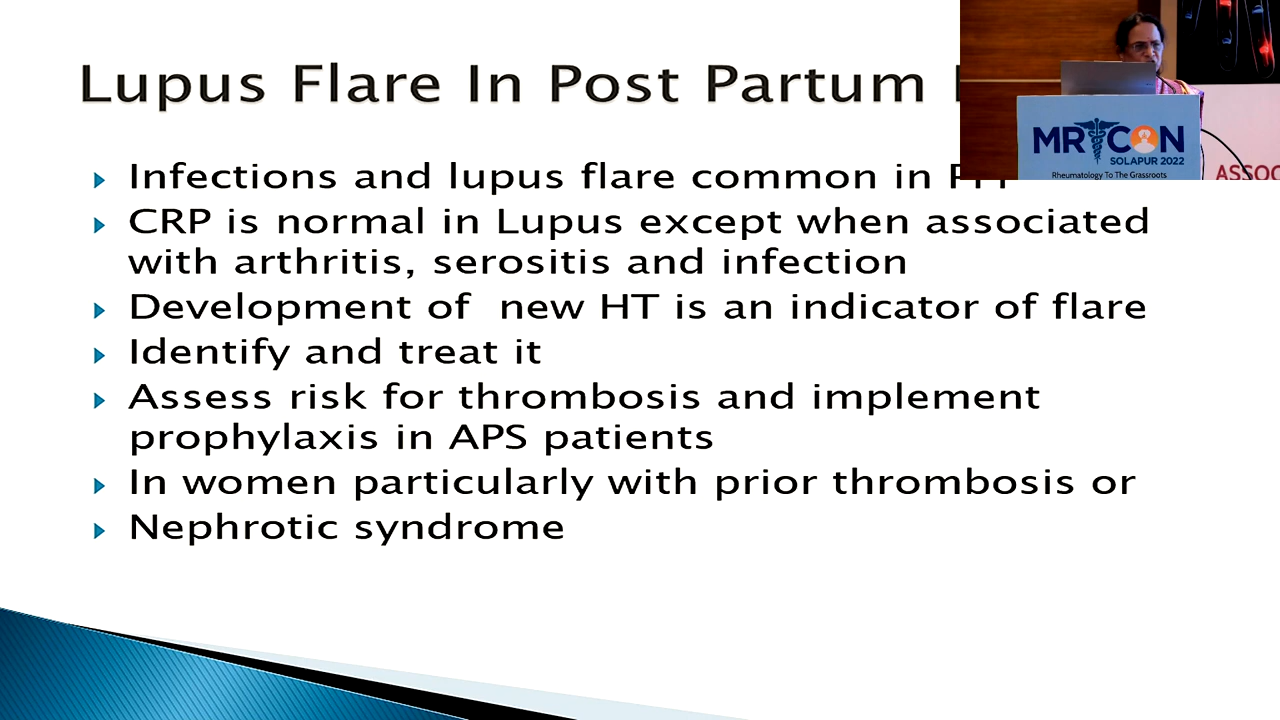 Lupus Flare In Post Partum
Infections and lupus flare common in
CRP is normal in Lupus except when associated
with arthritis, serositis and infection
Development of  new HT is an indicator of flare
Identify and treat it
Assess risk for thrombosis and implement
prophylaxis in APS patients
In women particularly with prior thrombosis or
Nephrotic syndrome
MRCON
SOLAPUR 2022
Rheumatology To The Grassroots